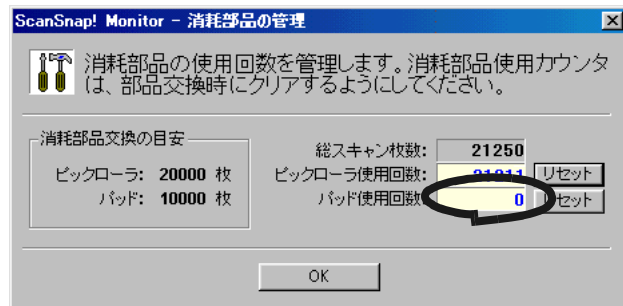 ScanSnap! Monitor - 消耗部品の管理
消耗部品の使用回数を管理します。消耗部品使用カウンタ
は、部品交換時にクリアするようにしてください。
消耗部品交換の目安
ピックローラ: 20000 枚
パッド: 10000 枚
総スキャン枚数: 21250
ピックローラ使用回数: 21211 リセット
パッド使用回数: 0 リセット
OK